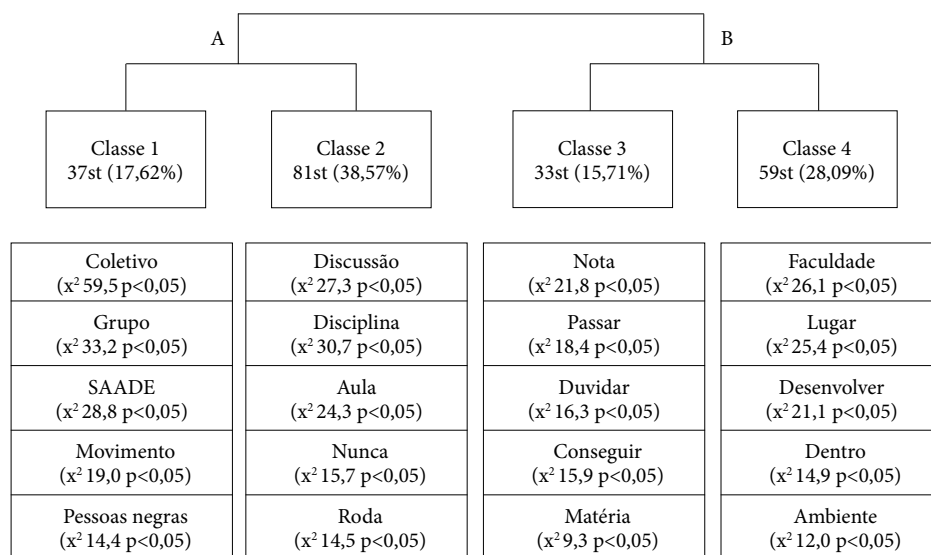 A
B
Classe 1
37st (17,62%)
Classe 2
81st (38,57%)
Classe 3
33st (15,71%)
Classe 4
59st (28,09%)
Coletivo
(x² 59,5 p<0,05)
Grupo
(x² 33,2 p<0,05)
SAADE
(x² 28,8 p<0,05)
Movimento
(x² 19,0 p<0,05)
Pessoas negras
(x² 14,4 p<0,05)
Discussão
(x² 27,3 p<0,05)
Disciplina
(x² 30,7 p<0,05)
Aula
(x² 24,3 p<0,05)
Nunca
(x² 15,7 p<0,05)
Roda
(x² 14,5 p<0,05)
Nota
(x² 21,8 p<0,05)
Passar
(x² 18,4 p<0,05)
Duvidar
(x² 16,3 p<0,05)
Conseguir
(x² 15,9 p<0,05)
Matéria
(x² 9,3 p<0,05)
Faculdade
(x² 26,1 p<0,05)
Lugar
(x² 25,4 p<0,05)
Desenvolver
(x² 21,1 p<0,05)
Dentro
(x² 14,9 p<0,05)
Ambiente
(x² 12,0 p<0,05)